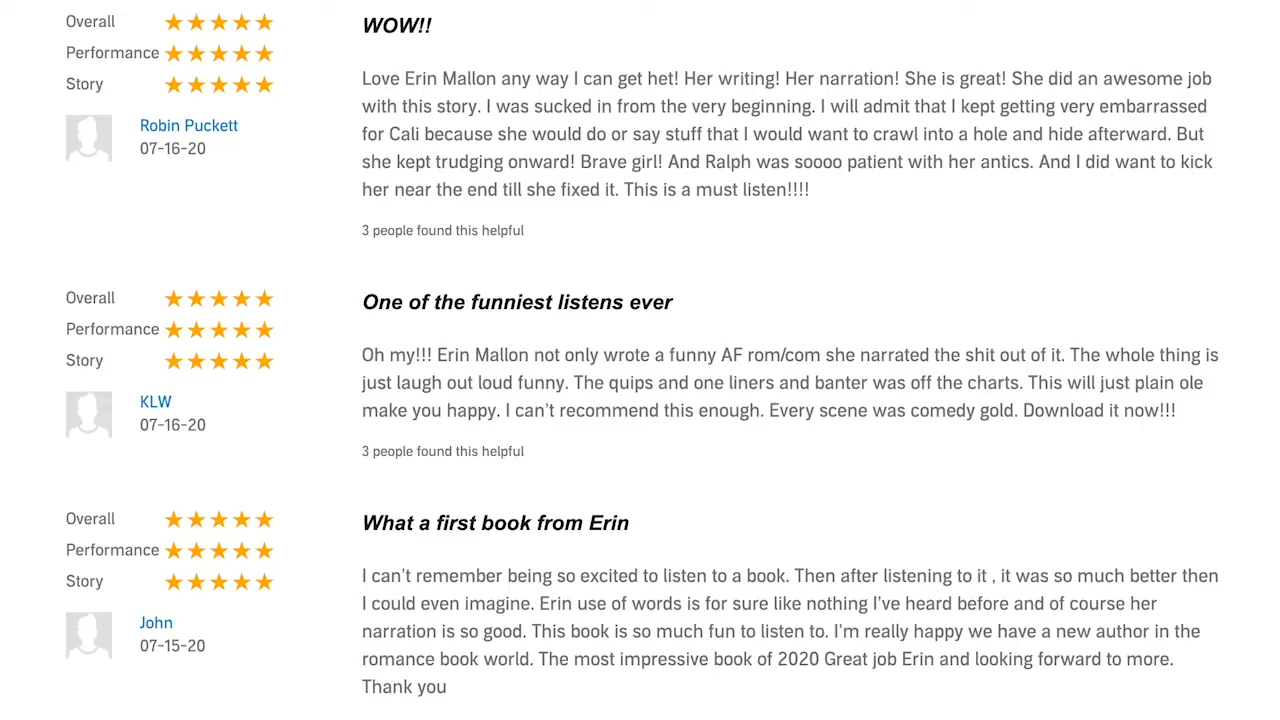 Overall
Performance
Story
Robin Puckett
07-16-20
WOW!!
Love Erin Mallon any way I can get het! Her writing! Her narration! She is great! She did an awesome job
with this story. I was sucked in from the very beginning. I will admit that I kept getting very embarrassed
for Cali because she would do or say stuff that I would want to crawl into a hole and hide afterward. But
she kept trudging onward! Brave girl! And Ralph was soooo patient with her antics. And I did want to kick
her near the end till she fixed it. This is a must listen!!!!
3 people found this helpful
Overall
Performance
Story
KLW
07-16-20
One of the funniest listens ever
Oh my!!! Erin Mallon not only wrote a funny AF rom/com she narrated the shit out of it. The whole thing is
just laugh out loud funny. The quips and one liners and banter was off the charts. This will just plain ole
make you happy. I can't recommend this enough. Every scene was comedy gold. Download it now!!!
3 people found this helpful
Overall
Performance
Story
John
07-15-20
What a first book from Erin
I can’t remember being so excited to listen to a book. Then after listening to it , it was so much better then
I could even imagine. Erin use of words is for sure like nothing I’ve heard before and of course her
narration is so good. This book is so much fun to listen to. I’m really happy we have a new author in the
romance book world. The most impressive book of 2020 Great job Erin and looking forward to more.
Thank you